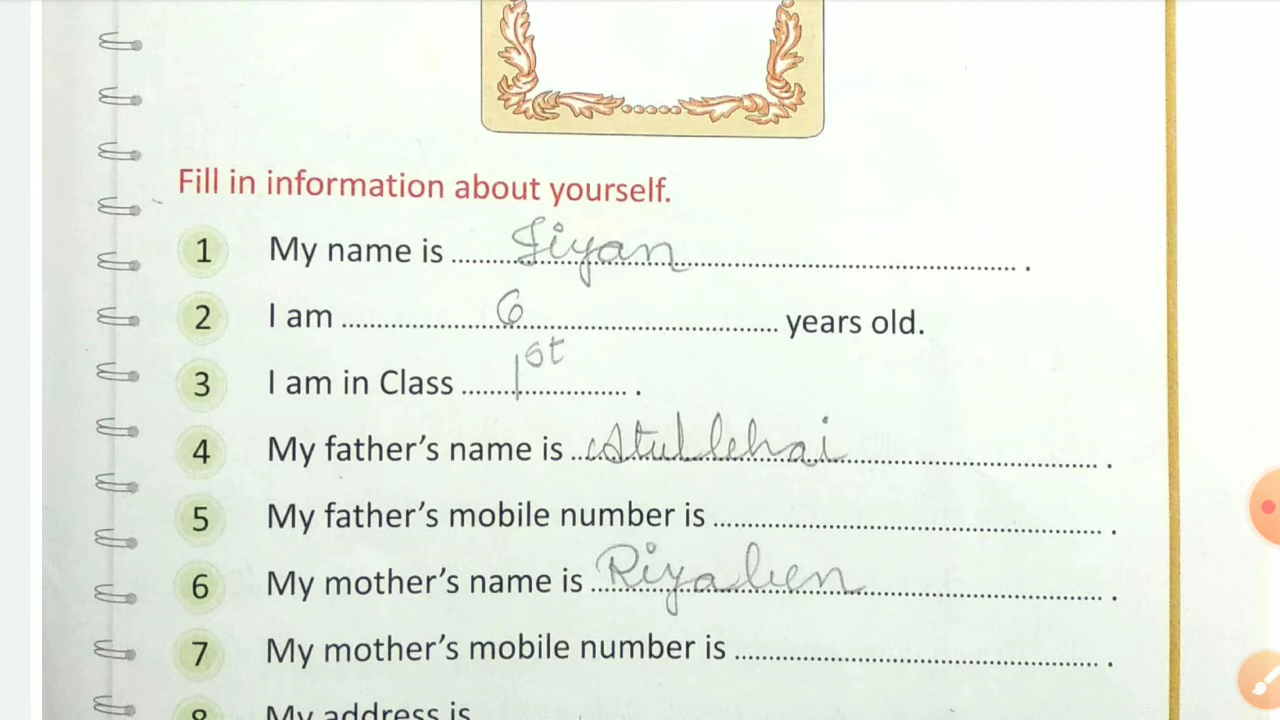 Fill in information about yourself.
1 My name is Jiyan .
2 I am 6 years old.
3 I am in Class 1st .
4 My father's name is Atulbhai .
5 My father's mobile number is .
6 My mother's name is Riyaben .
7 My mother's mobile number is .
8 My address is